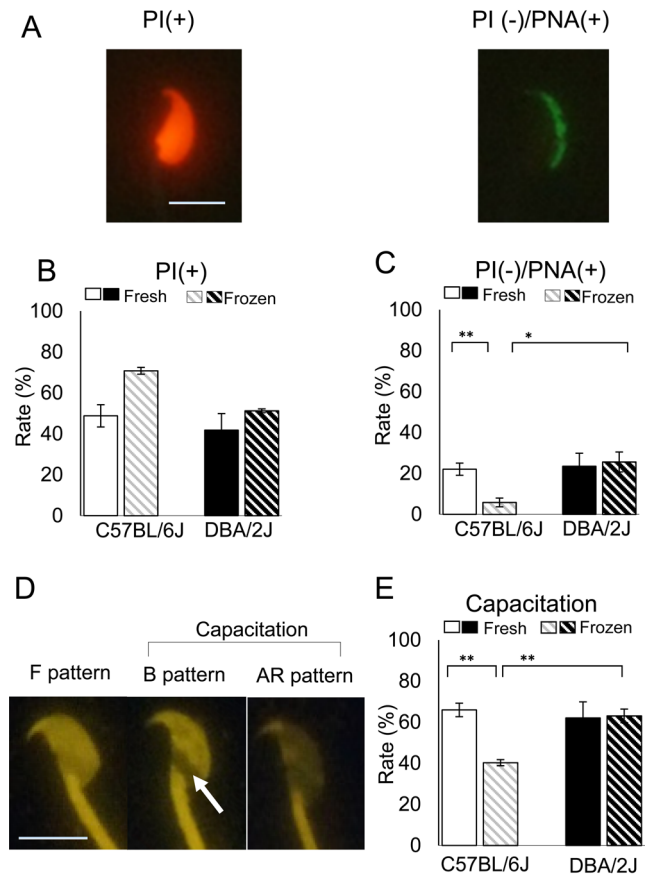 A
PI(+)
PI (-)/PNA(+)
B
PI(+)
Fresh
Frozen
100
80
60
40
20
0
Rate (%)
C57BL/6J
DBA/2J
C
PI(-)/PNA(+)
Fresh
Frozen
100
80
60
40
20
0
Rate (%)
**
*
C57BL/6J
DBA/2J
D
Capacitation
F pattern
B pattern
AR pattern
E
Capacitation
Fresh
Frozen
100
80
60
40
20
0
Rate (%)
**
**
C57BL/6J
DBA/2J